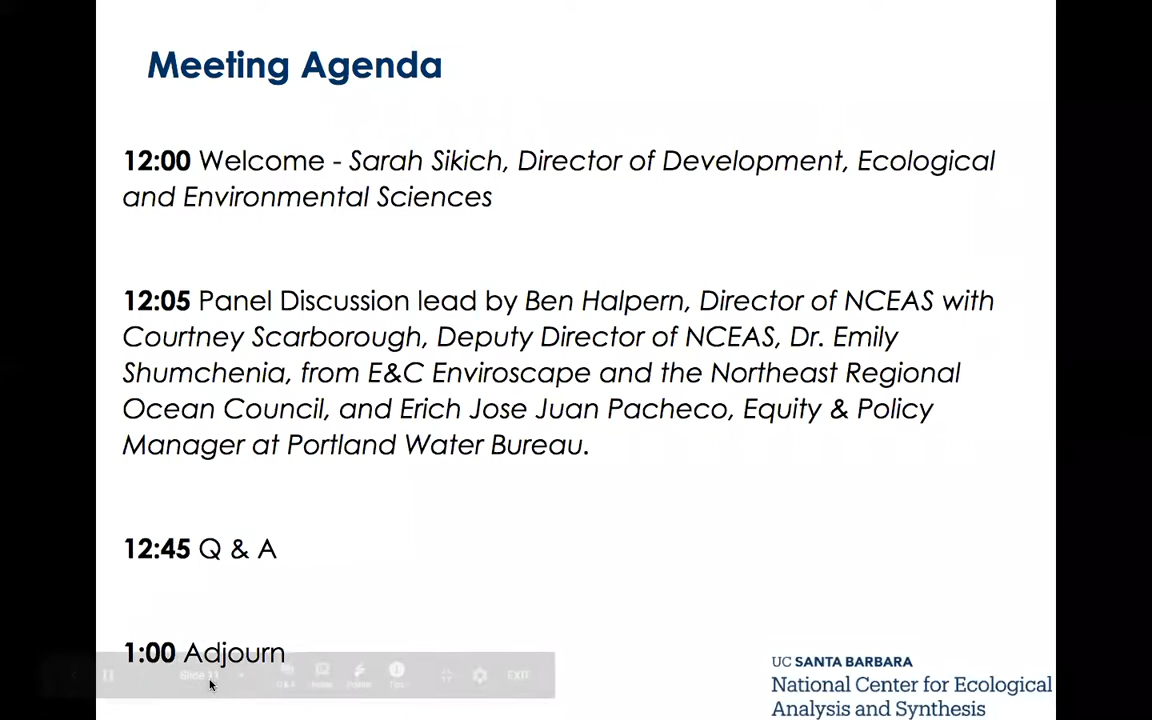 Meeting Agenda
12:00 Welcome - Sarah Sikich, Director of Development, Ecological
and Environmental Sciences
12:05 Panel Discussion lead by Ben Halpern, Director of NCEAS with
Courtney Scarborough, Deputy Director of NCEAS, Dr. Emily
Shumchenia, from E&C Enviroscape and the Northeast Regional
Ocean Council, and Erich Jose Juan Pacheco, Equity & Policy
Manager at Portland Water Bureau.
12:45 Q & A
1:00 Adjourn
Slide 11
EXIT
UC SANTA BARBARA
National Center for Ecological
Analysis and Synthesis